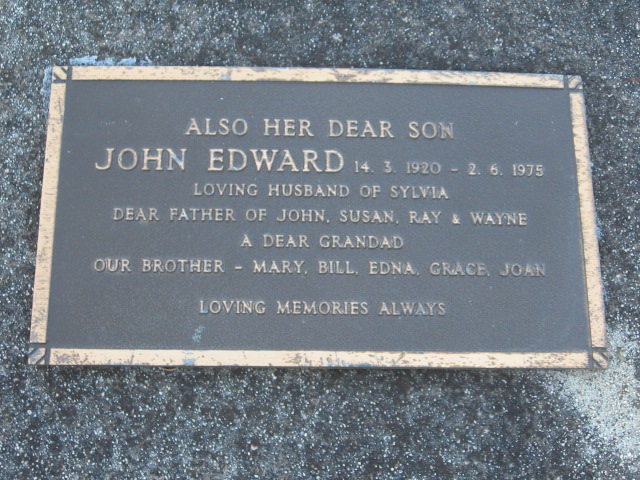 ALSO HER DEAR SON
JOHN EDWARD 14. 3. 1920 - 2. 6. 1975
LOVING HUSBAND OF SYLVIA
DEAR FATHER OF JOHN, SUSAN, RAY & WAYNE
A DEAR GRANDAD
OUR BROTHER - MARY, BILL, EDNA, GRACE, JOAN
LOVING MEMORIES ALWAYS